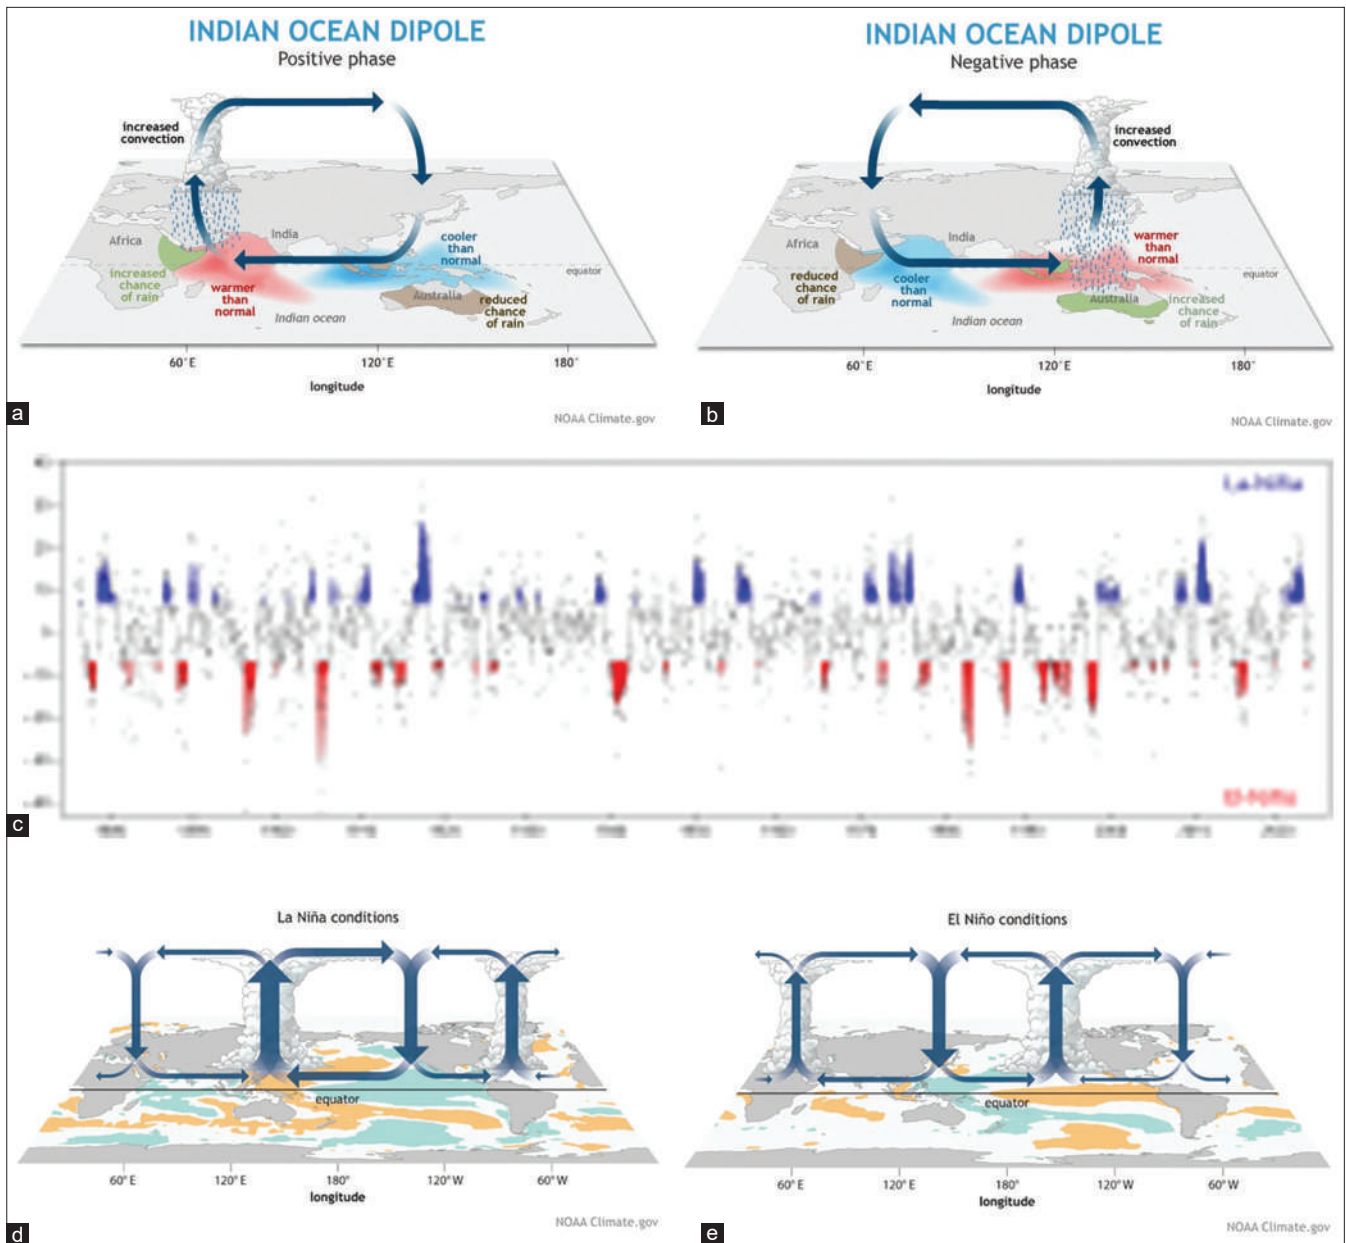 INDIAN OCEAN DIPOLE
Positive phase
increased
convection
Africa
India
cooler
than
normal
equator
increased
chance
of rain
warmer
than
normal
Australia
reduced
chance
of rain
Indian ocean
60°E
120°E
180°
longitude
a
NOAA Climate.gov
INDIAN OCEAN DIPOLE
Negative phase
increased
convection
Africa
India
warmer
than
normal
equator
reduced
chance
of rain
cooler
than
normal
Australia
increased
chance
of rain
Indian ocean
60°E
120°E
180°
longitude
b
NOAA Climate.gov
La-Niña
El-Niño
c
La Niña conditions
equator
60°E
120°E
180°
120°W
60°W
longitude
d
NOAA Climate.gov
El Niño conditions
equator
60°E
120°E
180°
120°W
60°W
longitude
e
NOAA Climate.gov